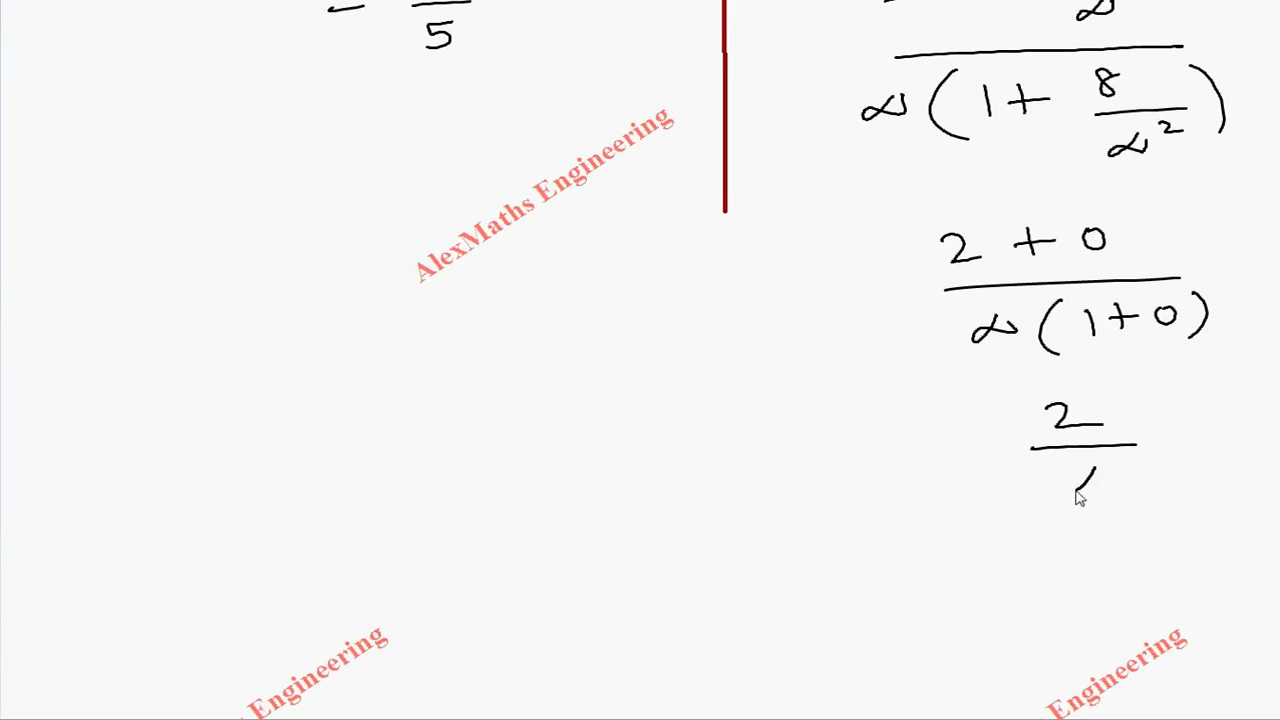 5
∞
∞ ( 1 + 8
∞ 2 )
AlexMaths Engineering
2 + 0
∞ ( 1 + 0 )
2
Engineering
Engineering